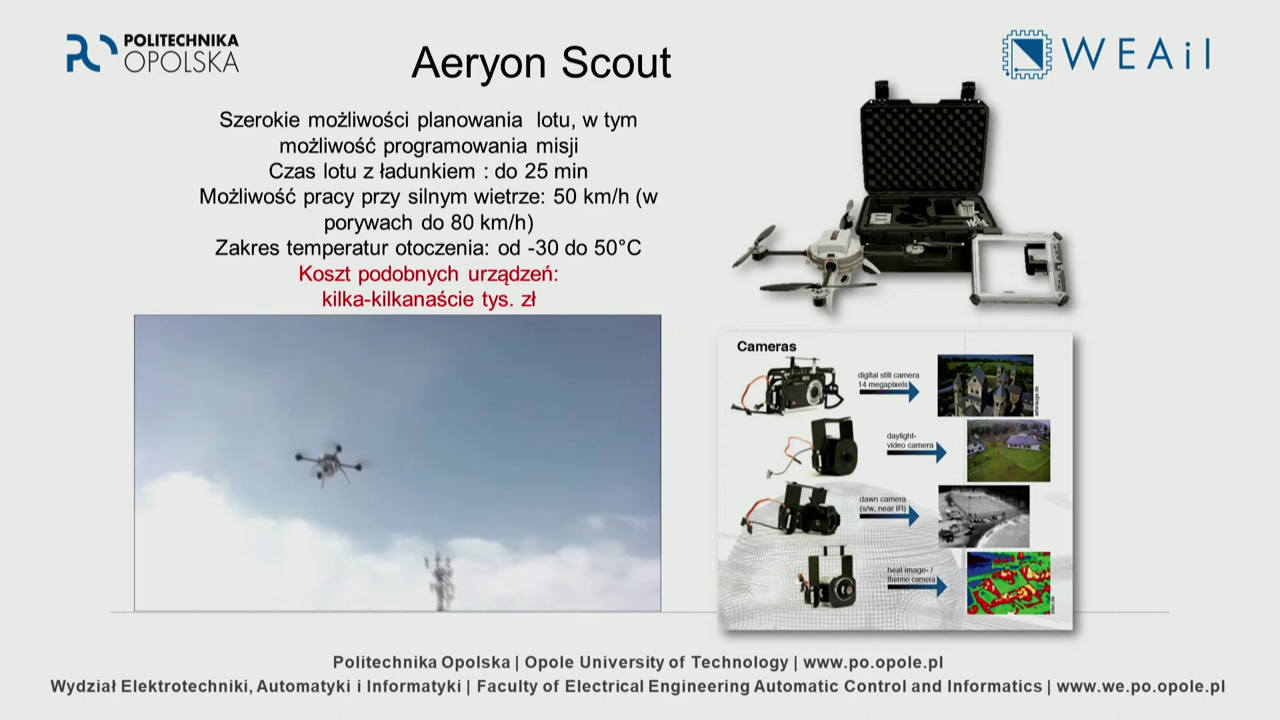 POLITECHNIKA
OPOLSKA
Aeryon Scout
WEAiI
Szerokie możliwości planowania lotu, w tym
możliwość programowania misji
Czas lotu z ładunkiem : do 25 min
Możliwość pracy przy silnym wietrze: 50 km/h (w
porywach do 80 km/h)
Zakres temperatur otoczenia: od -30 do 50°C
Koszt podobnych urządzeń:
kilka-kilkanaście tys. zł
Cameras
digital still camera
14 megapixels
daylight-
video camera
dawn camera
(s/w, near IR)
heat image- /
thermo camera
Politechnika Opolska | Opole University of Technology | www.po.opole.pl
Wydział Elektrotechniki, Automatyki i Informatyki | Faculty of Electrical Engineering Automatic Control and Informatics | www.we.po.opole.pl